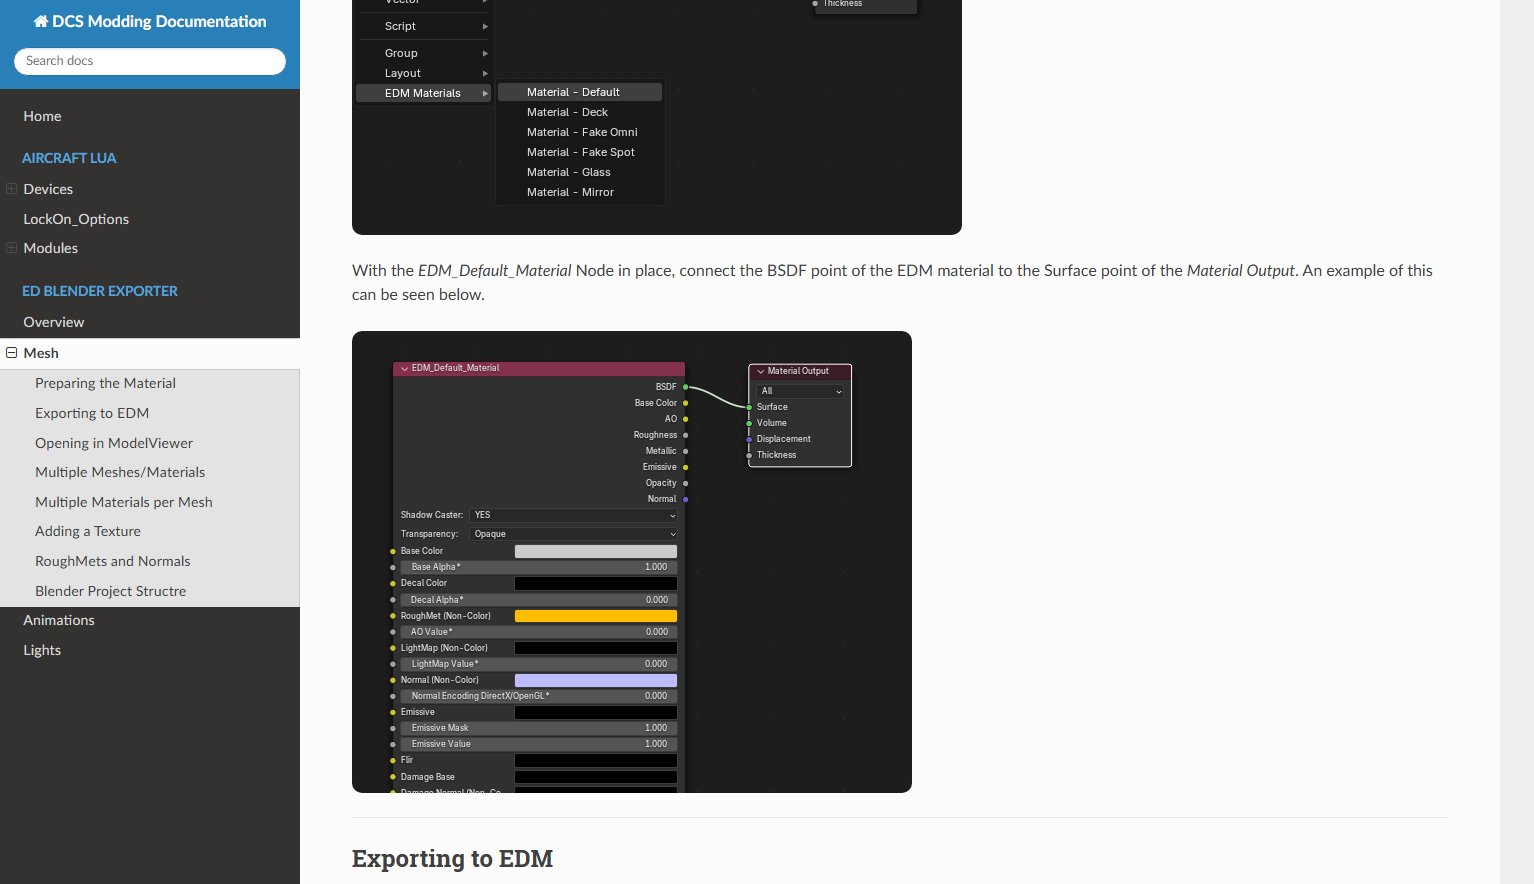 DCS Modding Documentation
Search docs
Home
AIRCRAFT LUA
Devices
LockOn_Options
Modules
ED BLENDER EXPORTER
Overview
Mesh
Preparing the Material
Exporting to EDM
Opening in ModelViewer
Multiple Meshes/Materials
Multiple Materials per Mesh
Adding a Texture
RoughMets and Normals
Blender Project Structre
Animations
Lights
Vector
Script
Group
Layout
EDM Materials
Thickness
Material - Default
Material - Deck
Material - Fake Omni
Material - Fake Spot
Material - Glass
Material - Mirror
With the EDM_Default_Material Node in place, connect the BSDF point of the EDM material to the Surface point of the Material Output. An example of this
can be seen below.
EDM_Default_Material
BSDF
Base Color
AO
Roughness
Metallic
Emissive
Opacity
Normal
Shadow Caster: YES
Transparency: Opaque
Base Color
Base Alpha* 1.000
Decal Color
Decal Alpha* 0.000
RoughMet (Non-Color)
AO Value* 0.000
LightMap (Non-Color)
LightMap Value* 0.000
Normal (Non-Color)
Normal Encoding DirectX/OpenGL* 0.000
Emissive
Emissive Mask 1.000
Emissive Value 1.000
Flir
Damage Base
Damage Normal (Non-Co
Material Output
All
Surface
Volume
Displacement
Thickness
Exporting to EDM